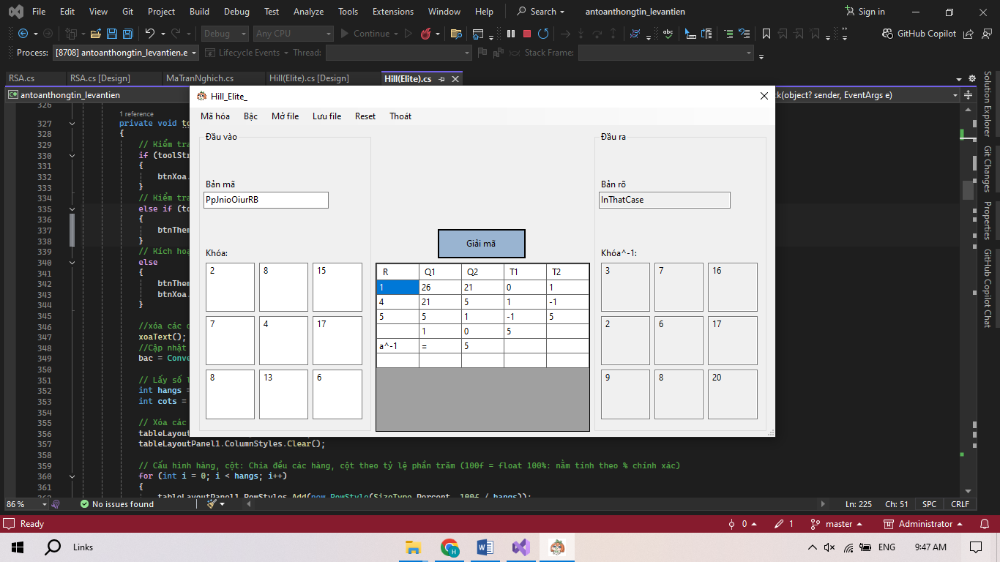 File Edit View Git Project Build Debug Test Analyze Tools Extensions Window Help Search antoanthongtin_levantien Sign in
Debug Any CPU Continue GitHub Copilot
Process: [8708] antoanthongtin_levantien.e Lifecycle Events Thread: Stack Frame:
RSA.cs RSA.cs [Design] MaTranNghich.cs Hill(Elite).cs [Design] Hill(Elite).cs
antoanthongtin_levantien
ck(object? sender, EventArgs e)
Hill_Elite_
Mã hóa Bậc Mở file Lưu file Reset Thoát
Đầu vào
Bản mã
PpJnioOiurRB
Khóa:
2 8 15
7 4 17
8 13 6
Giải mã
R Q1 Q2 T1 T2
1 26 21 0 1
4 21 5 1 -1
5 5 1 -1 5
1 0 5
a^-1 = 5
Đầu ra
Bản rõ
InThatCase
Khóa^-1:
3 7 16
2 6 17
9 8 20
326
1 reference
327 private void to
328 {
329 // Kiểm tra
330 if (toolStr
331 {
332 btnXoa.
333 }
334 // Kiểm tra
335 else if (to
336 {
337 btnThem
338 }
339 // Kích hoạ
340 else
341 {
342 btnThem
343 btnXoa.
344 }
345
346 //xóa các
347 xoaText();
348 //Cập nhật
349 bac = Conve
350
351 // Lấy số
352 int hangs =
353 int cots =
354
355 // Xóa các
356 tableLayout
357 tableLayoutPanel1.ColumnStyles.Clear();
358
359 // Cấu hình hàng, cột: Chia đều các hàng, cột theo tỷ lệ phần trăm (100f = float 100%: nằm tính theo % chính xác)
360 for (int i = 0; i < hangs; i++)
361 {
362 tableLayoutPanel1.RowStyles.Add(new RowStyle(SizeType.Percent, 100f / hangs));
Solution Explorer
Git Changes
Properties
GitHub Copilot Chat
86 % No issues found Ln: 225 Ch: 51 SPC CRLF
Ready 0 1 master Administrator
Links ENG 9:47 AM